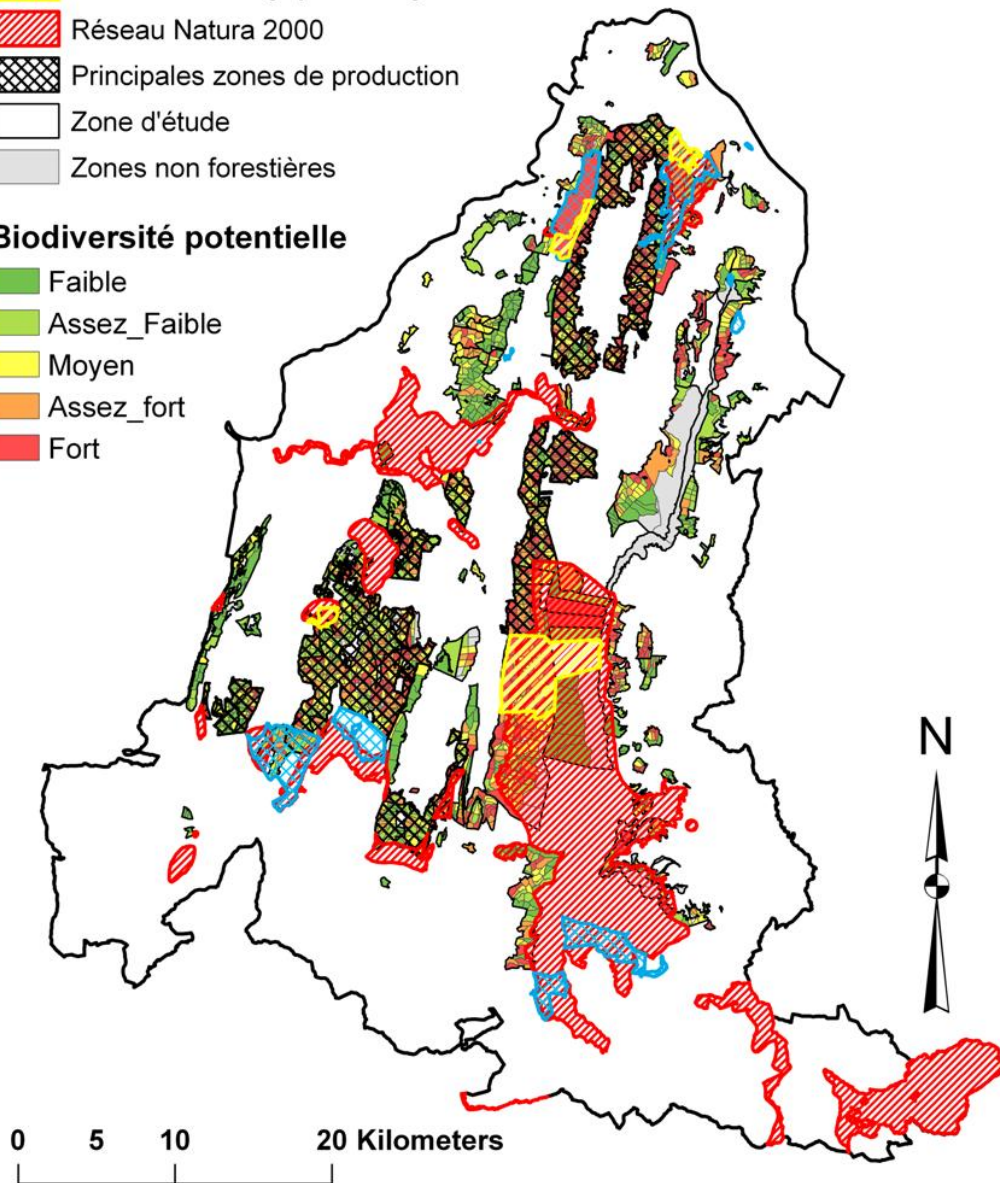 Réseau Natura 2000
Principales zones de production
Zone d'étude
Zones non forestières
Biodiversité potentielle
Faible
Assez_Faible
Moyen
Assez_fort
Fort
N
0 5 10 20 Kilometers